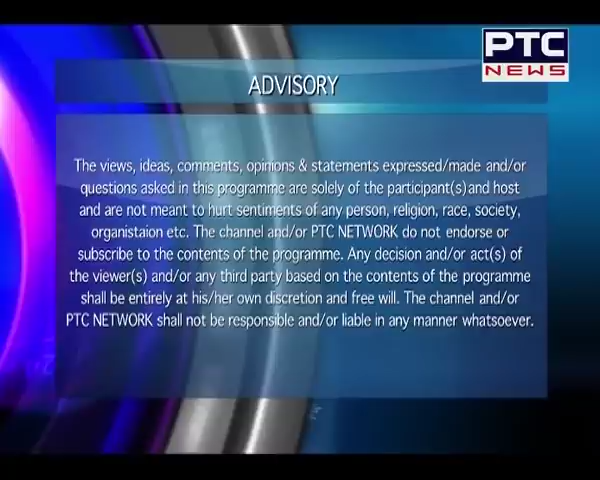 PTC
NEWS
ADVISORY
The views, ideas, comments, opinions & statements expressed/made and/or
questions asked in this programme are solely of the participant(s)and host
and are not meant to hurt sentiments of any person, religion, race, society,
organistaion etc. The channel and/or PTC NETWORK do not endorse or
subscribe to the contents of the programme. Any decision and/or act(s) of
the viewer(s) and/or any third party based on the contents of the programme
shall be entirely at his/her own discretion and free will. The channel and/or
PTC NETWORK shall not be responsible and/or liable in any manner whatsoever.